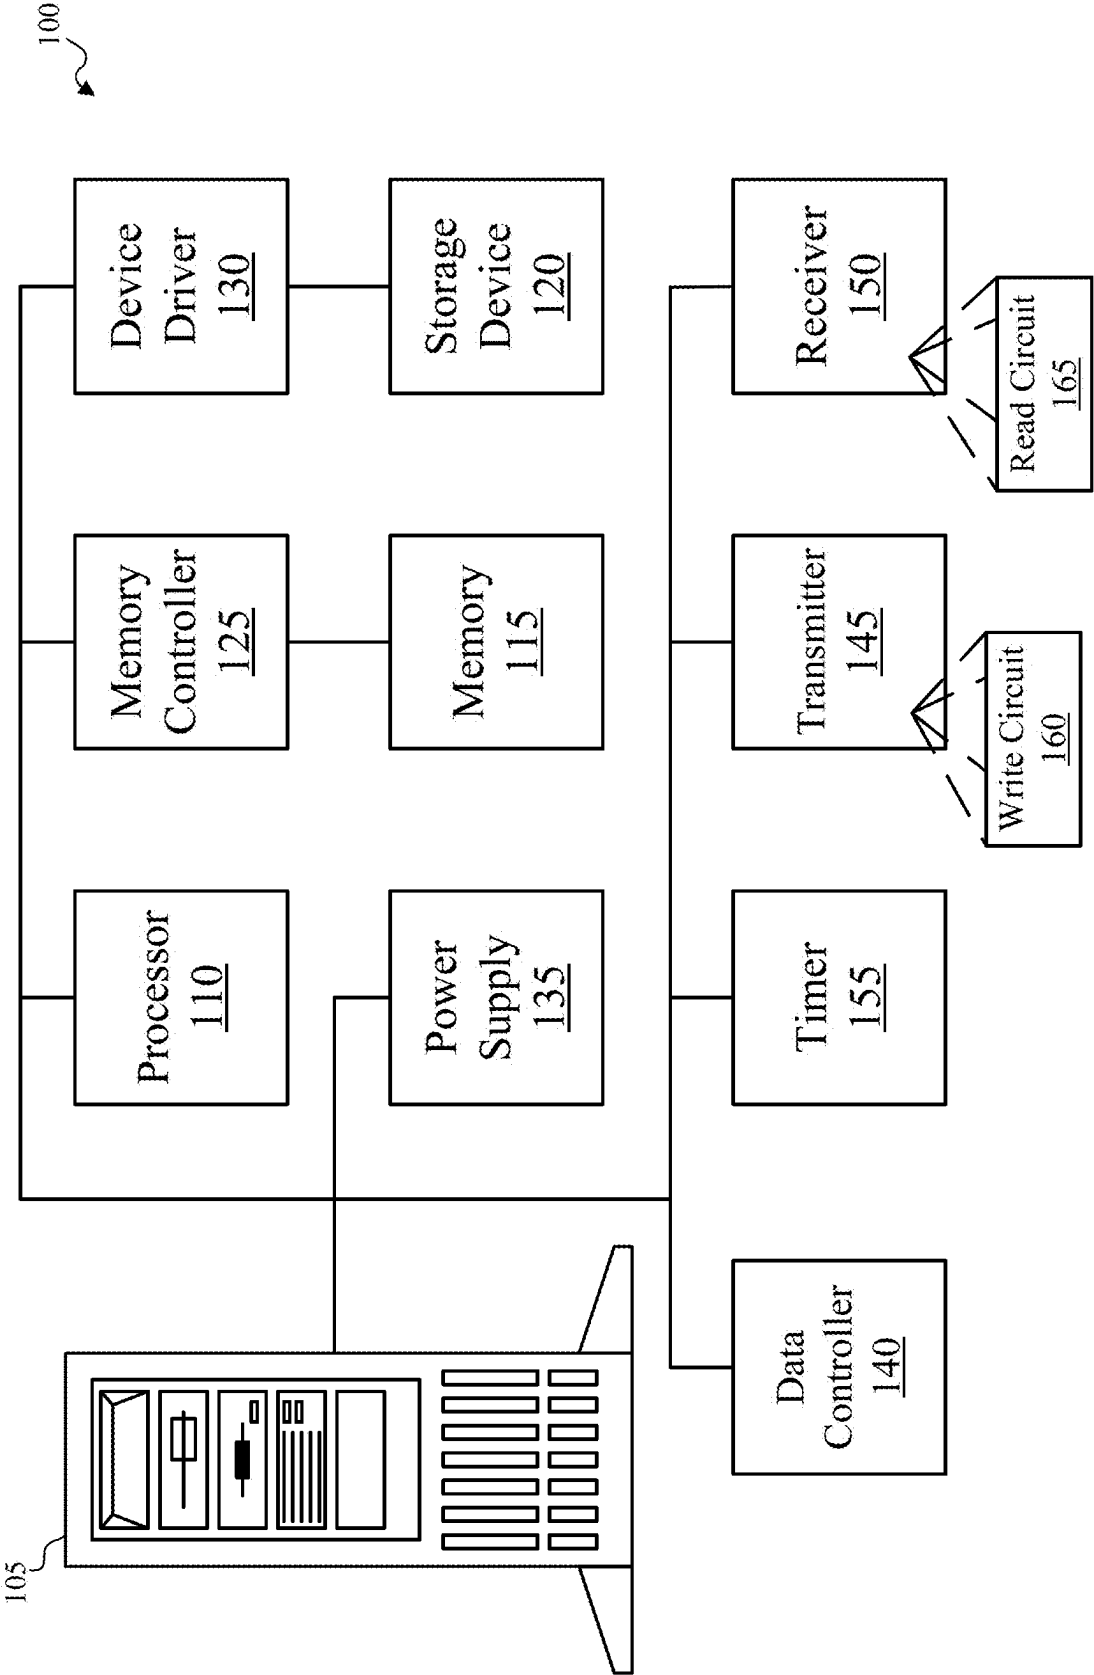 100
105
Processor
110
Memory
Controller
125
Device
Driver
130
Power
Supply
135
Memory
115
Storage
Device
120
Data
Controller
140
Timer
155
Transmitter
145
Receiver
150
Write Circuit
160
Read Circuit
165